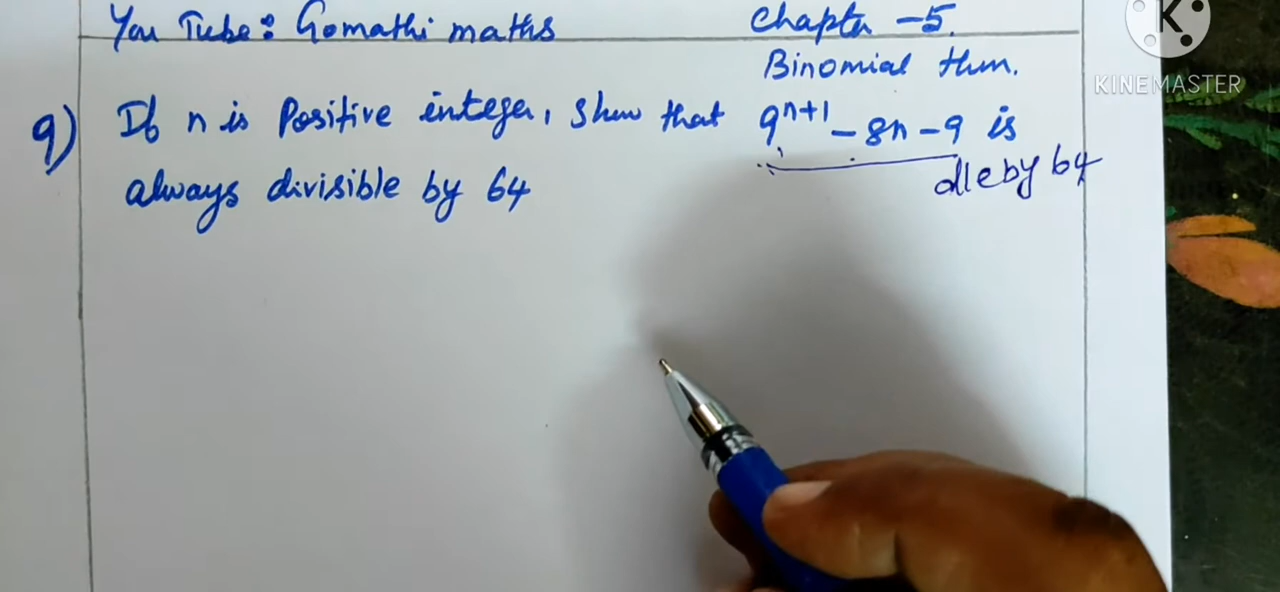 You Tube: Gomathi maths
Chapter - 5.
Binomial thm.
K
KINEMASTER
9) If n is Positive integer, show that 9ⁿ⁺¹ - 8n - 9 is
always divisible by 64
dle by 64